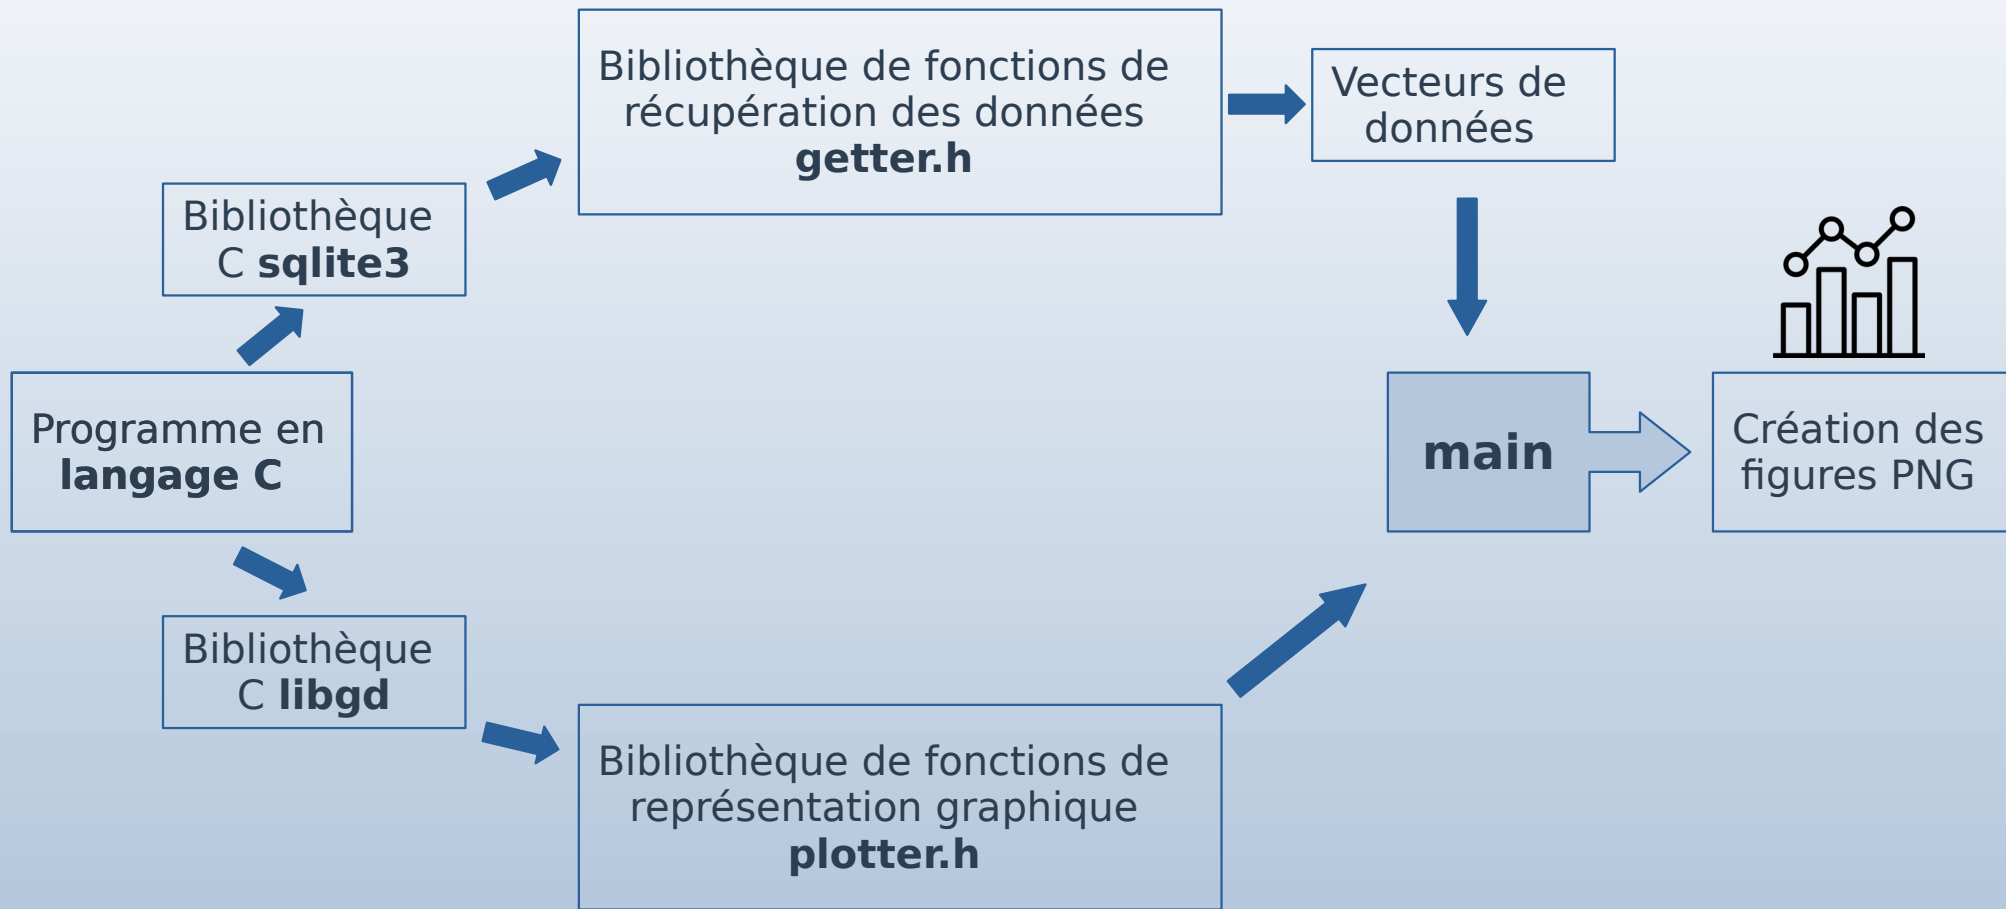 Bibliothèque de fonctions de
récupération des données
getter.h
Vecteurs de
données
Bibliothèque
C sqlite3
Programme en
langage C
main
Création des
figures PNG
Bibliothèque
C libgd
Bibliothèque de fonctions de
représentation graphique
plotter.h